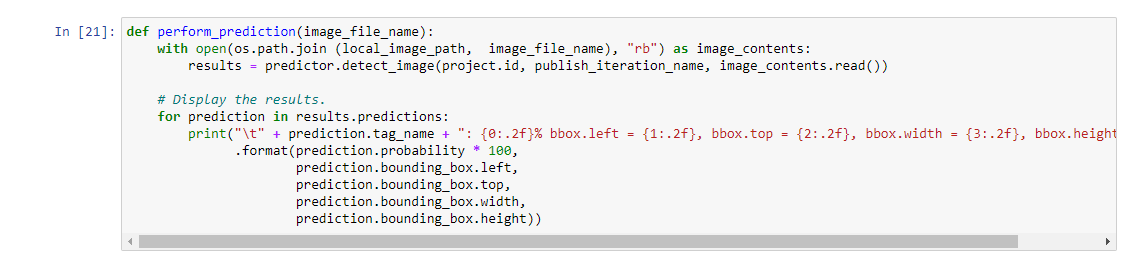 In [21]: def perform_prediction(image_file_name):
    with open(os.path.join (local_image_path,  image_file_name), "rb") as image_contents:
        results = predictor.detect_image(project.id, publish_iteration_name, image_contents.read())

    # Display the results.
    for prediction in results.predictions:
        print("\t" + prediction.tag_name + ": {0:.2f}% bbox.left = {1:.2f}, bbox.top = {2:.2f}, bbox.width = {3:.2f}, bbox.height
              .format(prediction.probability * 100,
                      prediction.bounding_box.left,
                      prediction.bounding_box.top,
                      prediction.bounding_box.width,
                      prediction.bounding_box.height))